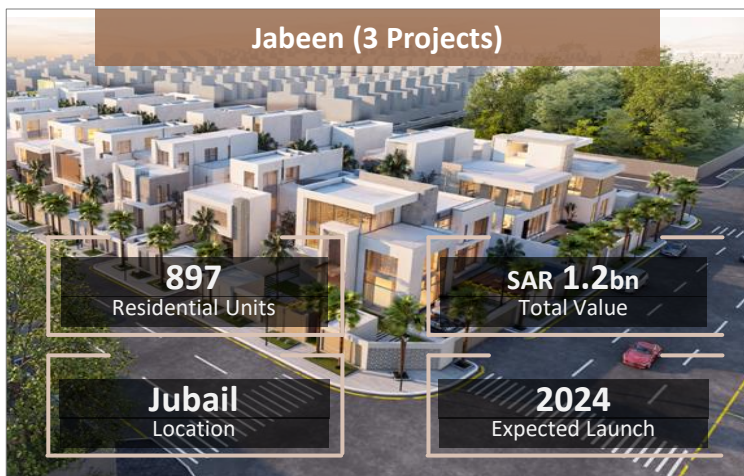 Jabeen (3 Projects)
897
Residential Units
SAR 1.2bn
Total Value
Jubail
Location
2024
Expected Launch